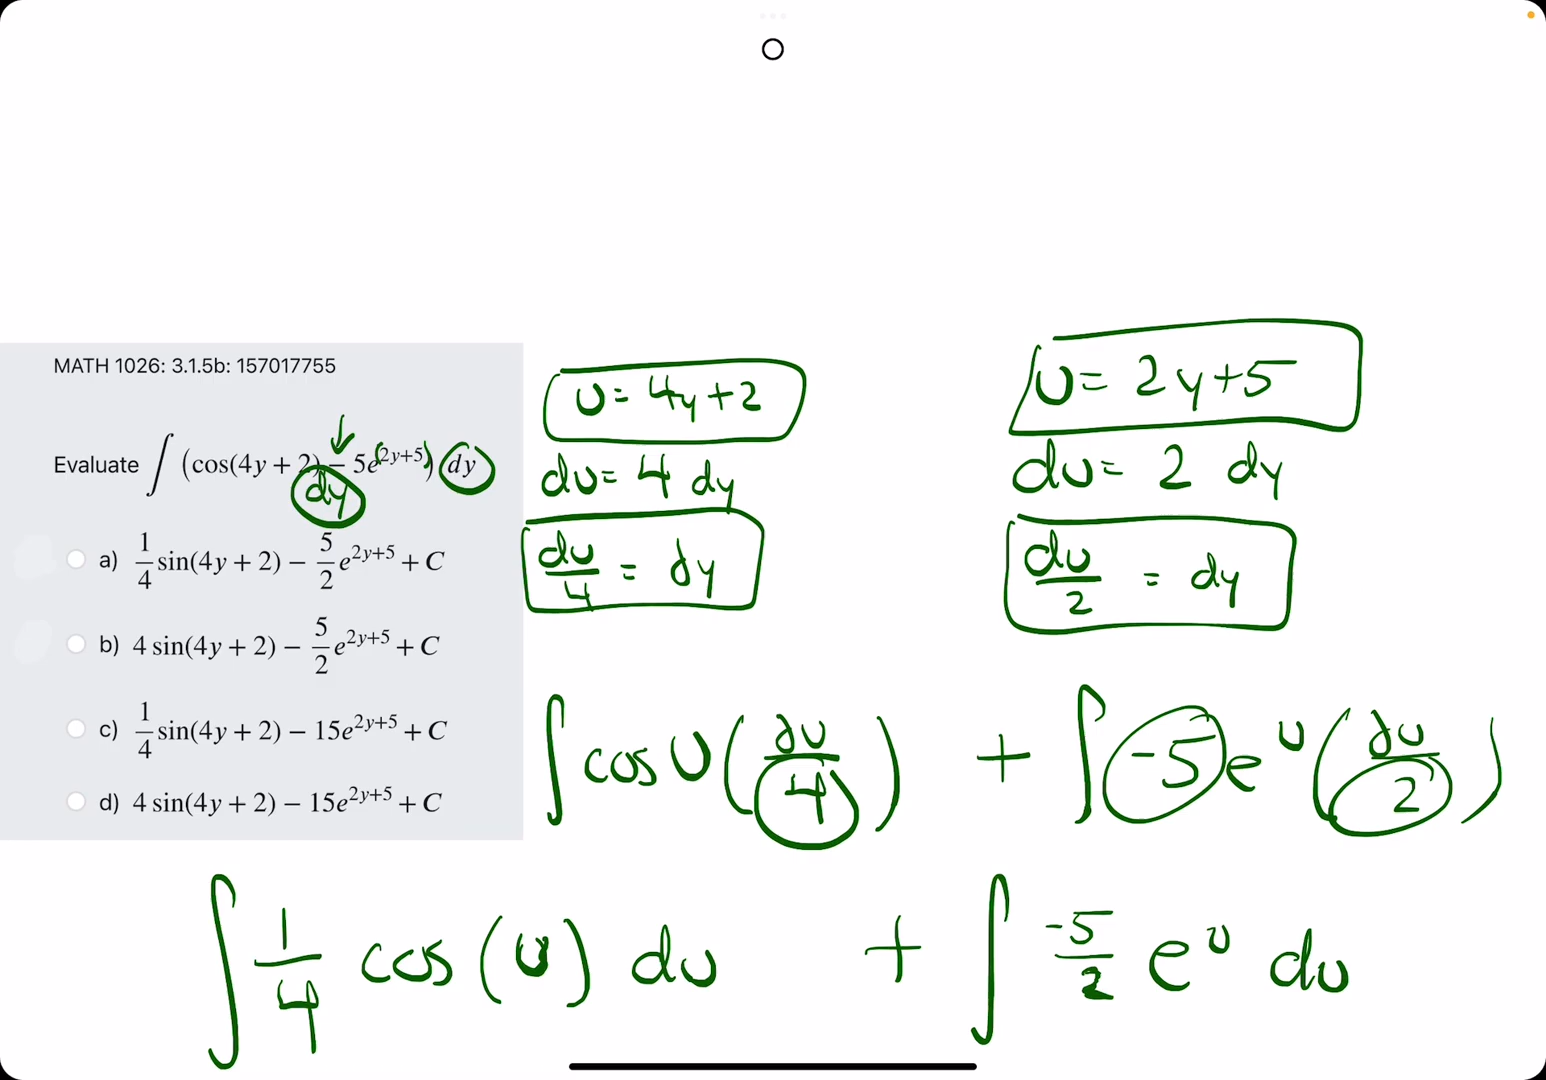 MATH 1026: 3.1.5b: 157017755
Evaluate ∫ (cos(4y + 2) − 5e^(2y+5)) dy
dy
a) 1/4 sin(4y + 2) − 5/2 e^{2y+5} + C
b) 4 sin(4y + 2) − 5/2 e^{2y+5} + C
c) 1/4 sin(4y + 2) − 15e^{2y+5} + C
d) 4 sin(4y + 2) − 15e^{2y+5} + C
u = 4y+2
du = 4 dy
du/4 = dy
u = 2y+5
du = 2 dy
du/2 = dy
∫ cos u (du/4) + ∫ -5 e^u (du/2)
∫ 1/4 cos (u) du + ∫ -5/2 e^u du